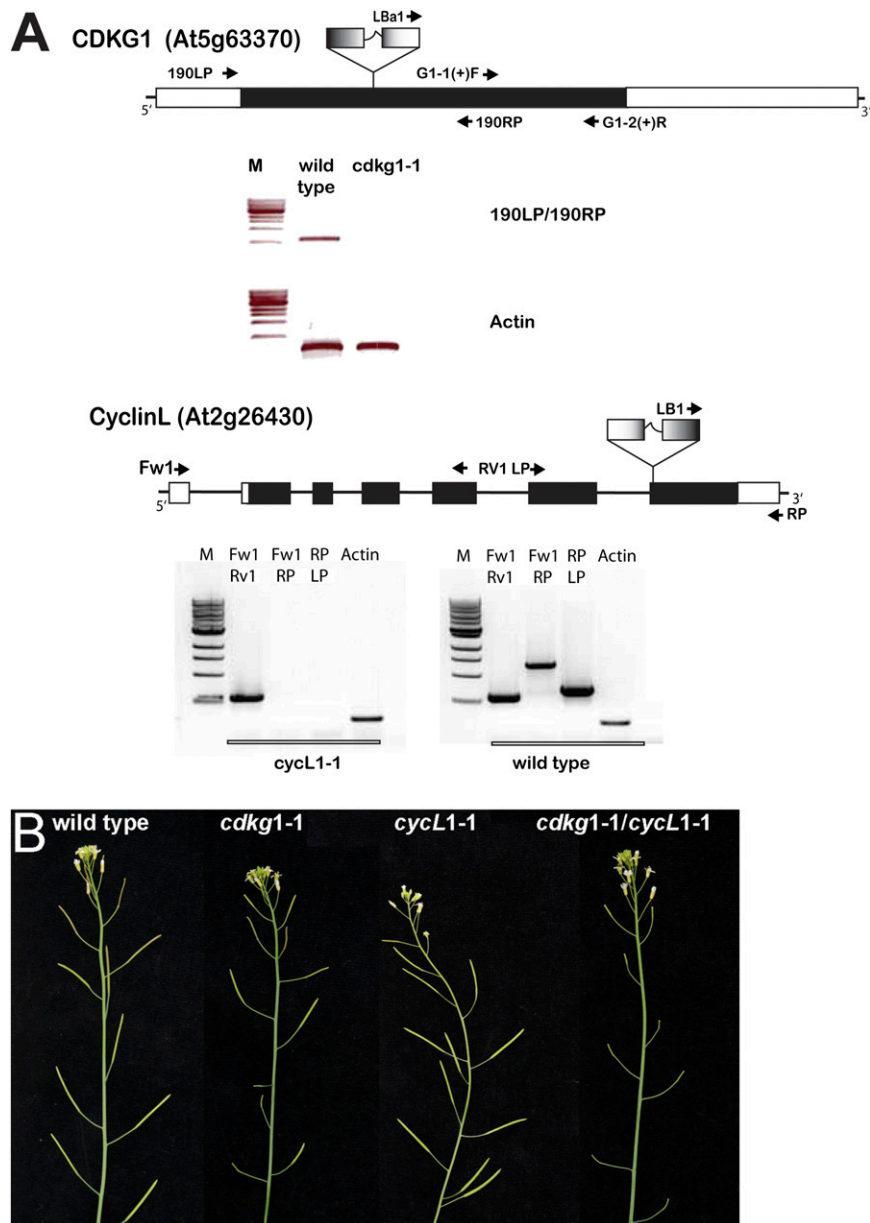 A CDKG1 (At5g63370)
LBa1
190LP
G1-1(+)F
5'
3'
190RP
G1-2(+)R
M wild type cdkg1-1
190LP/190RP
Actin
CyclinL (At2g26430)
LB1
Fw1
RV1 LP
5'
3'
RP
M Fw1 Fw1 RP Actin
Rv1 RP LP
M Fw1 Fw1 RP Actin
Rv1 RP LP
cycL1-1
wild type
B wild type cdkg1-1 cycL1-1 cdkg1-1/cycL1-1